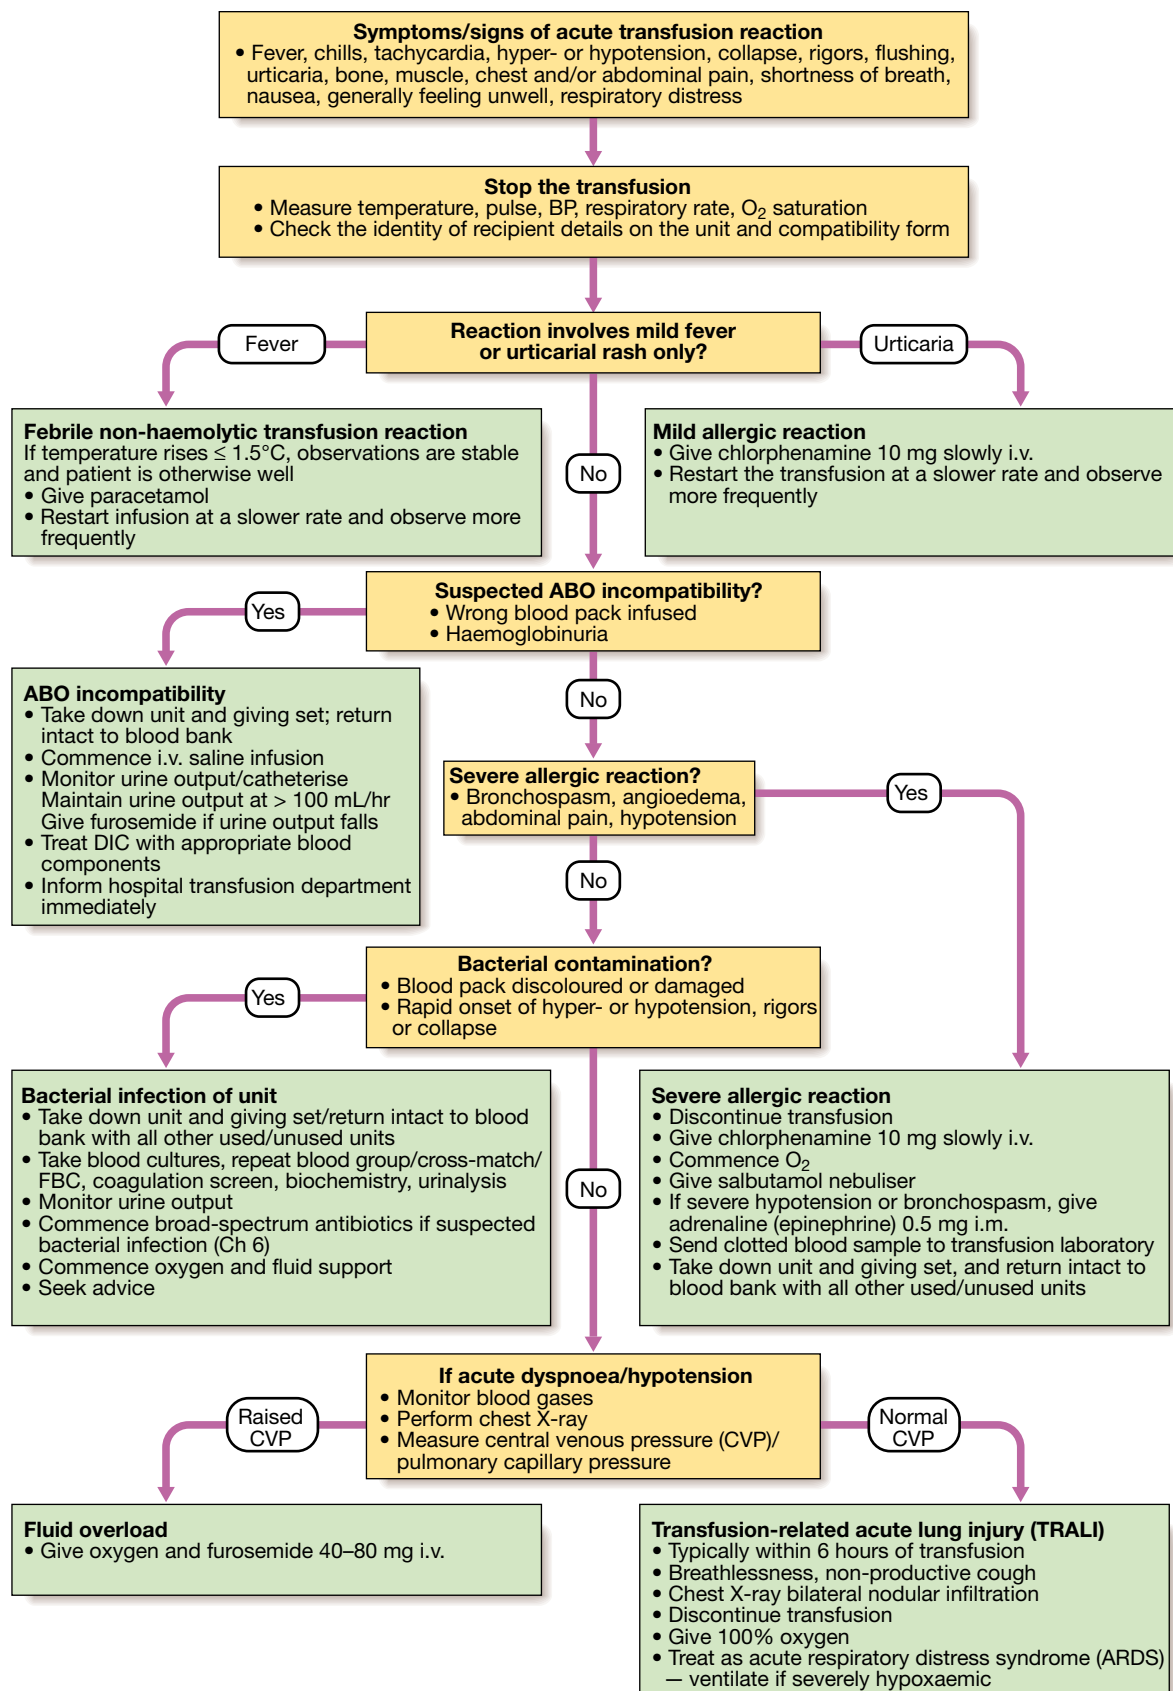 Symptoms/signs of acute transfusion reaction
• Fever, chills, tachycardia, hyper- or hypotension, collapse, rigors, flushing,
urticaria, bone, muscle, chest and/or abdominal pain, shortness of breath,
nausea, generally feeling unwell, respiratory distress
Stop the transfusion
• Measure temperature, pulse, BP, respiratory rate, O₂ saturation
• Check the identity of recipient details on the unit and compatibility form
Reaction involves mild fever
or urticarial rash only?
Fever
Urticaria
Febrile non-haemolytic transfusion reaction
If temperature rises ≤ 1.5°C, observations are stable
and patient is otherwise well
• Give paracetamol
• Restart infusion at a slower rate and observe more
frequently
No
Mild allergic reaction
• Give chlorphenamine 10 mg slowly i.v.
• Restart the transfusion at a slower rate and observe
more frequently
Suspected ABO incompatibility?
• Wrong blood pack infused
• Haemoglobinuria
Yes
ABO incompatibility
• Take down unit and giving set; return
intact to blood bank
• Commence i.v. saline infusion
• Monitor urine output/catheterise
Maintain urine output at > 100 mL/hr
Give furosemide if urine output falls
• Treat DIC with appropriate blood
components
• Inform hospital transfusion department
immediately
No
Severe allergic reaction?
• Bronchospasm, angioedema,
abdominal pain, hypotension
Yes
No
Bacterial contamination?
• Blood pack discoloured or damaged
• Rapid onset of hyper- or hypotension, rigors
or collapse
Yes
Bacterial infection of unit
• Take down unit and giving set/return intact to blood
bank with all other used/unused units
• Take blood cultures, repeat blood group/cross-match/
FBC, coagulation screen, biochemistry, urinalysis
• Monitor urine output
• Commence broad-spectrum antibiotics if suspected
bacterial infection (Ch 6)
• Commence oxygen and fluid support
• Seek advice
No
Severe allergic reaction
• Discontinue transfusion
• Give chlorphenamine 10 mg slowly i.v.
• Commence O₂
• Give salbutamol nebuliser
• If severe hypotension or bronchospasm, give
adrenaline (epinephrine) 0.5 mg i.m.
• Send clotted blood sample to transfusion laboratory
• Take down unit and giving set, and return intact to
blood bank with all other used/unused units
If acute dyspnoea/hypotension
• Monitor blood gases
• Perform chest X-ray
• Measure central venous pressure (CVP)/
pulmonary capillary pressure
Raised
CVP
Normal
CVP
Fluid overload
• Give oxygen and furosemide 40–80 mg i.v.
Transfusion-related acute lung injury (TRALI)
• Typically within 6 hours of transfusion
• Breathlessness, non-productive cough
• Chest X-ray bilateral nodular infiltration
• Discontinue transfusion
• Give 100% oxygen
• Treat as acute respiratory distress syndrome (ARDS)
— ventilate if severely hypoxaemic